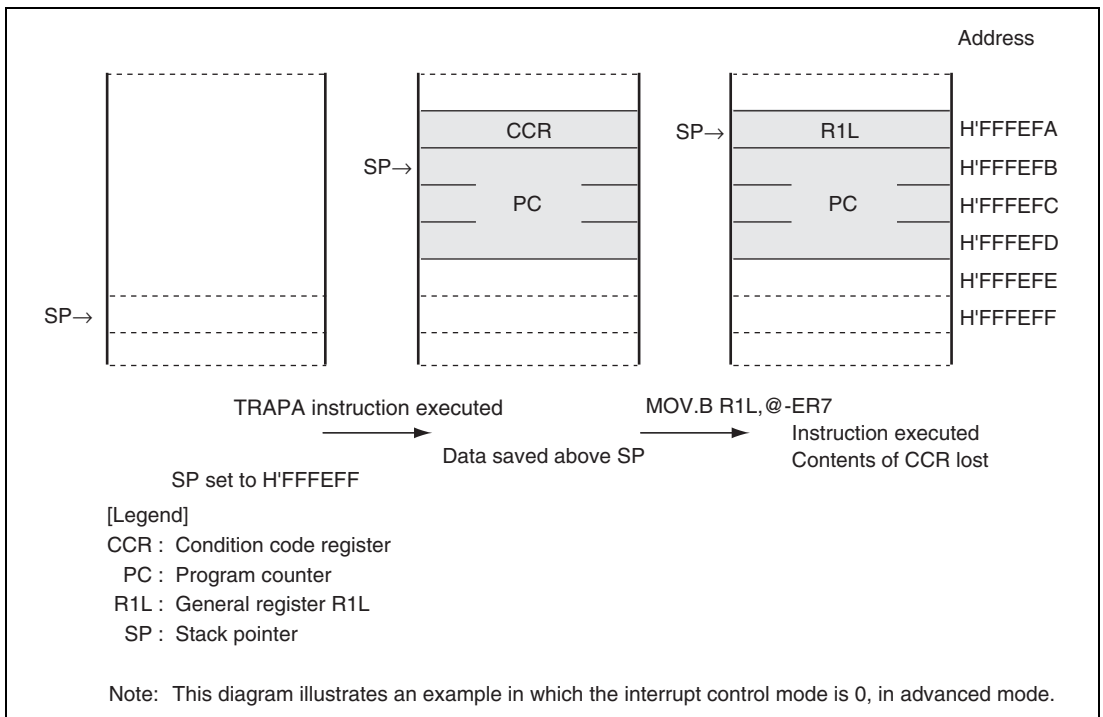 Address
CCR
SP→
R1L
H'FFFEFA
SP→
H'FFFEFB
PC
PC
H'FFFEFC
H'FFFEFD
H'FFFEFE
SP→
H'FFFEFF
TRAPA instruction executed
MOV.B R1L,@-ER7
Data saved above SP
Instruction executed
Contents of CCR lost
SP set to H'FFFEFF
[Legend]
CCR : Condition code register
PC : Program counter
R1L : General register R1L
SP : Stack pointer
Note: This diagram illustrates an example in which the interrupt control mode is 0, in advanced mode.